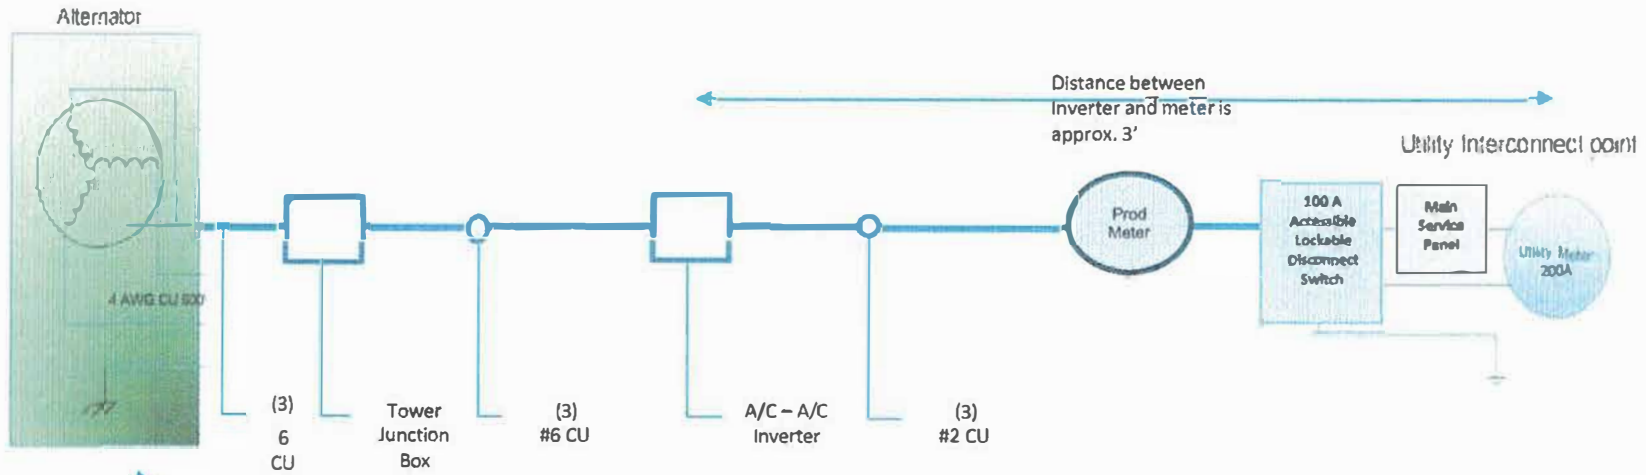 Alternator
Distance between
Inverter and meter is
approx. 3'
Utility Interconnect point
100 A
Accessible
Lockable
Disconnect
Switch
Main
Service
Panel
Prod
Meter
Utility Meter
200A
4 AWG CU 600
(3)
6
CU
Tower
Junction
Box
(3)
#6 CU
A/C – A/C
Inverter
(3)
#2 CU